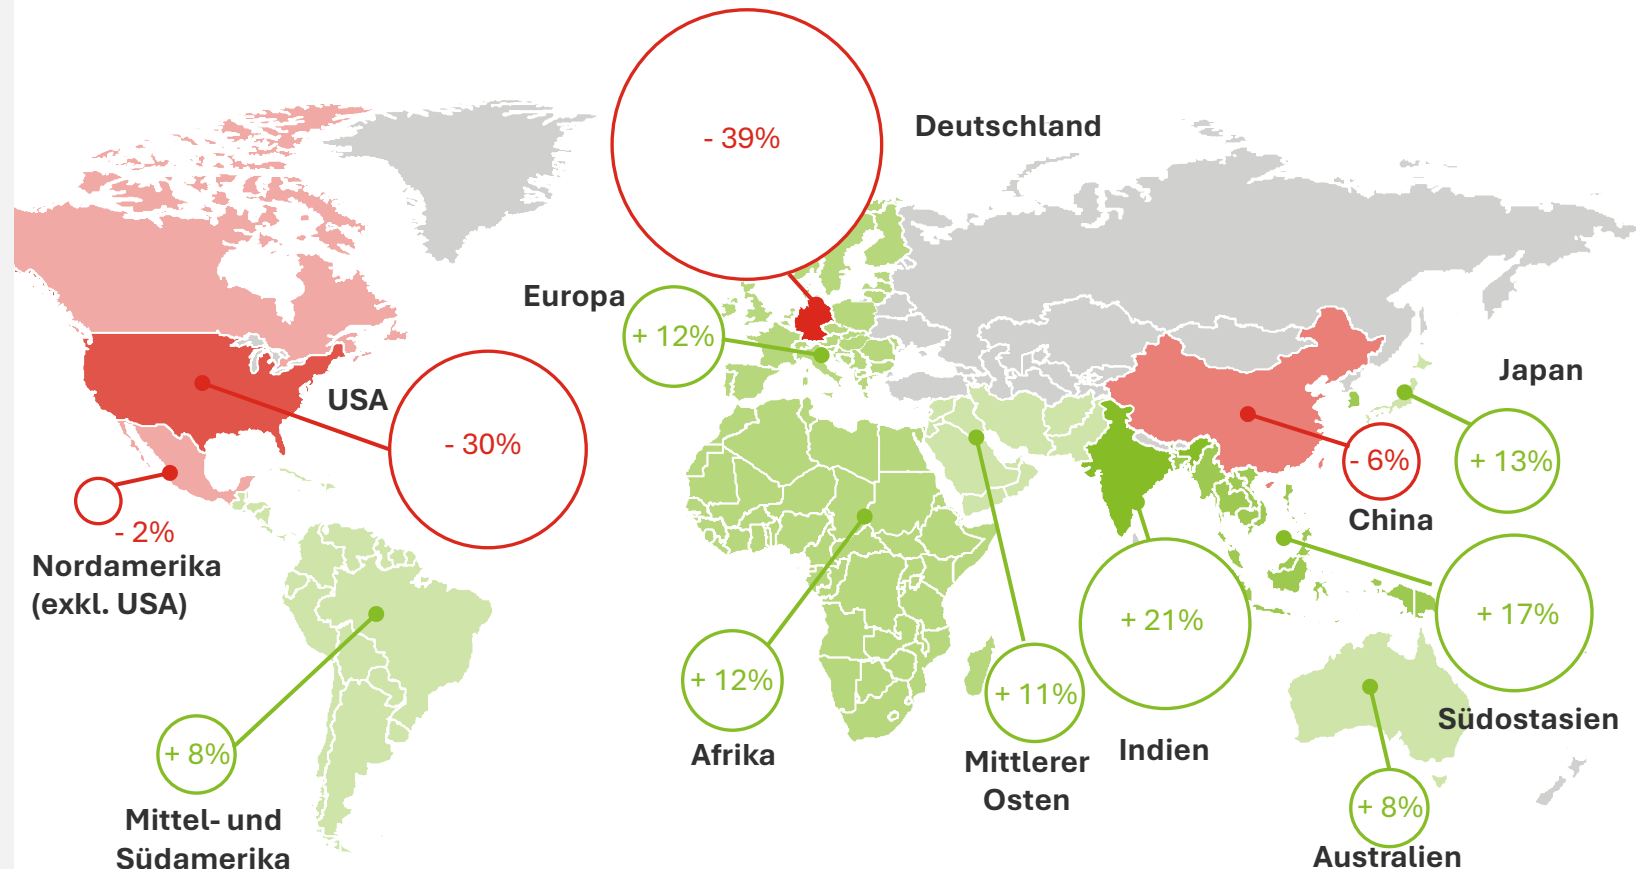 - 39%
Deutschland
Europa
+ 12%
USA
- 30%
- 2%
Nordamerika
(exkl. USA)
+ 8%
Mittel- und
Südamerika
+ 12%
Afrika
+ 11%
Mittlerer
Osten
+ 21%
Indien
Japan
+ 13%
- 6%
China
+ 17%
Südostasien
+ 8%
Australien